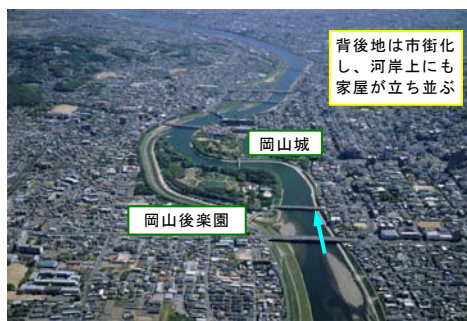 背後地は市街化
し、河岸上にも
家屋が立ち並ぶ
岡山城
岡山後楽園